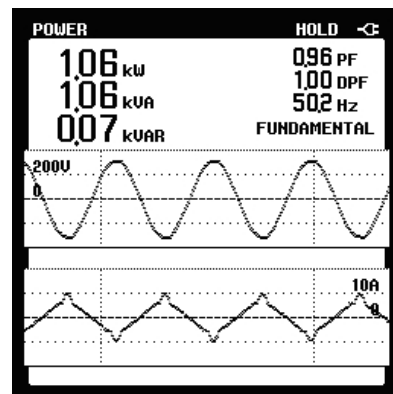 POWER HOLD
1.06 kW 0.96 PF
1.06 kVA 1.00 DPF
0.07 kVAR 50.2 Hz
FUNDAMENTAL
200V
0
10A
0